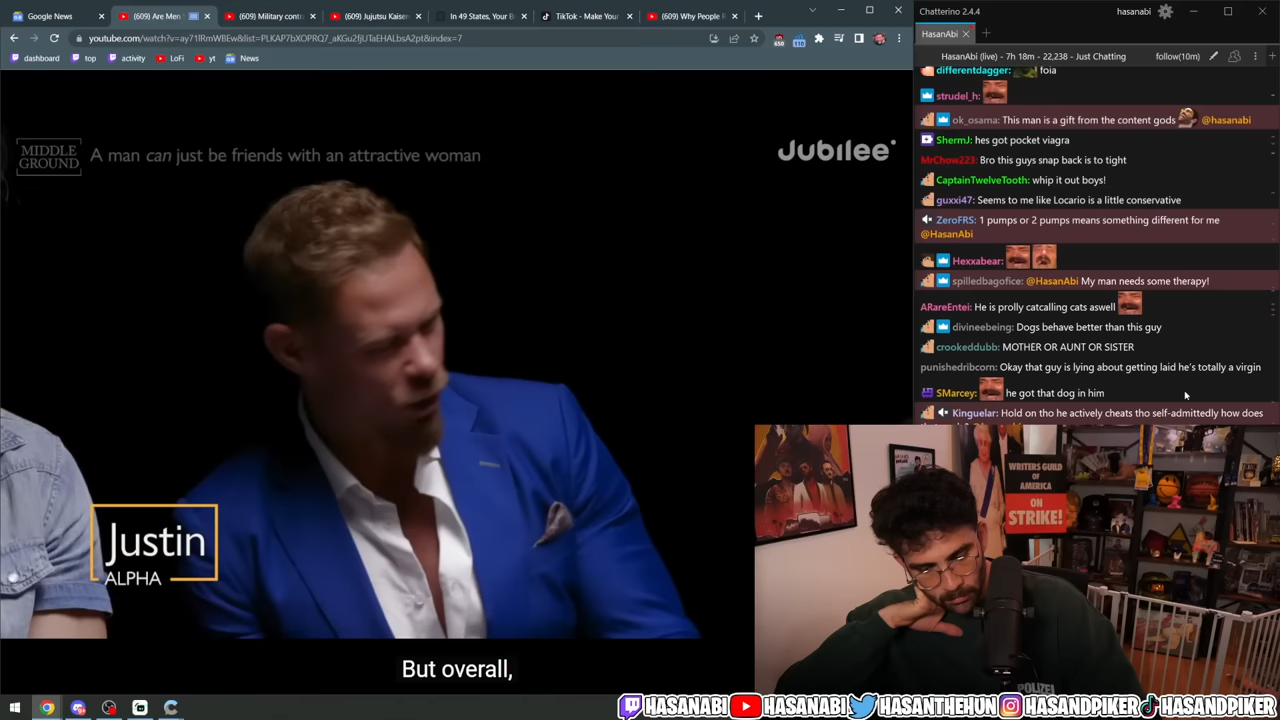 Google News
(609) Are Men
(609) Military contr
(609) Jujutsu Kaisen
In 49 States, Your B
TikTok - Make Your
(609) Why People R
youtube.com/watch?v=ay71lRmWBEw&list=PLKAP7bXOPRQ7_aKGu2fjUTaEHALbsA2pt&index=7
dashboard
top
activity
LoFi
yt
News
MIDDLE
GROUND
A man can just be friends with an attractive woman
Jubilee
Justin
ALPHA
But overall,
Chatterino 2.4.4
hasanabi
HasanAbi
HasanAbi (live) - 7h 18m - 22,238 - Just Chatting
follow(10m)
differentdagger: foia
strudel_h:
ok_osama: This man is a gift from the content gods @hasanabi
ShermJ: hes got pocket viagra
MrChow223: Bro this guys snap back is to tight
CaptainTwelveTooth: whip it out boys!
guxxi47: Seems to me like Locario is a little conservative
ZeroFRS: 1 pumps or 2 pumps means something different for me
@HasanAbi
Hexxabear:
spilledbagofice: @HasanAbi My man needs some therapy!
ARareEntei: He is prolly catcalling cats aswell
divineebeing: Dogs behave better than this guy
crookeddubb: MOTHER OR AUNT OR SISTER
punishedribcorn: Okay that guy is lying about getting laid he's totally a virgin
SMarcey: he got that dog in him
Kinguelar: Hold on tho he actively cheats tho self-admittedly how does
WRITERS GUILD
OF
AMERICA
ON
STRIKE!
POLIZEI
HASANABI
HASANABI
HASANTHEHUN
HASANDPIKER
HASANDPIKER